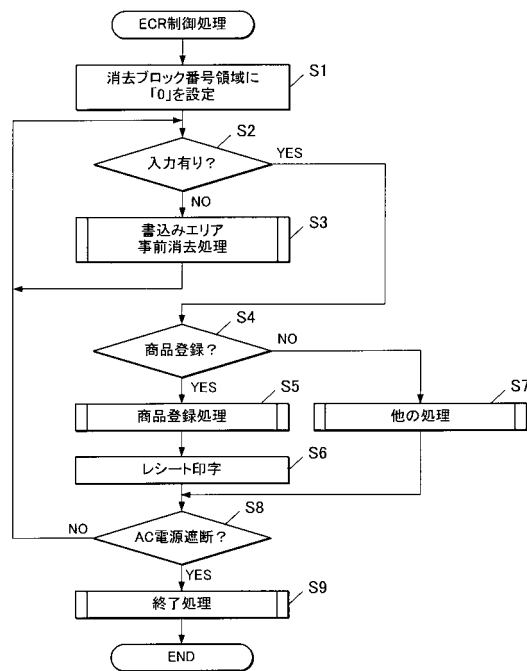 ECR制御処理
消去ブロック番号領域に
「0」を設定
S1
入力有り?
S2
YES
NO
書込みエリア
事前消去処理
S3
商品登録?
S4
NO
YES
商品登録処理
S5
他の処理
S7
レシート印字
S6
AC電源遮断?
S8
NO
YES
終了処理
S9
END